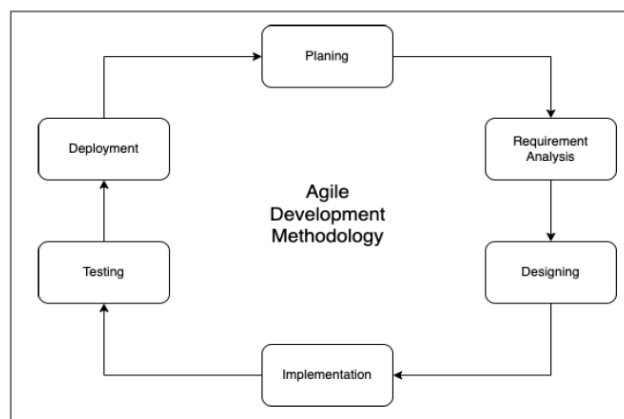 Planing
Deployment
Requirement
Analysis
Agile
Development
Methodology
Testing
Designing
Implementation